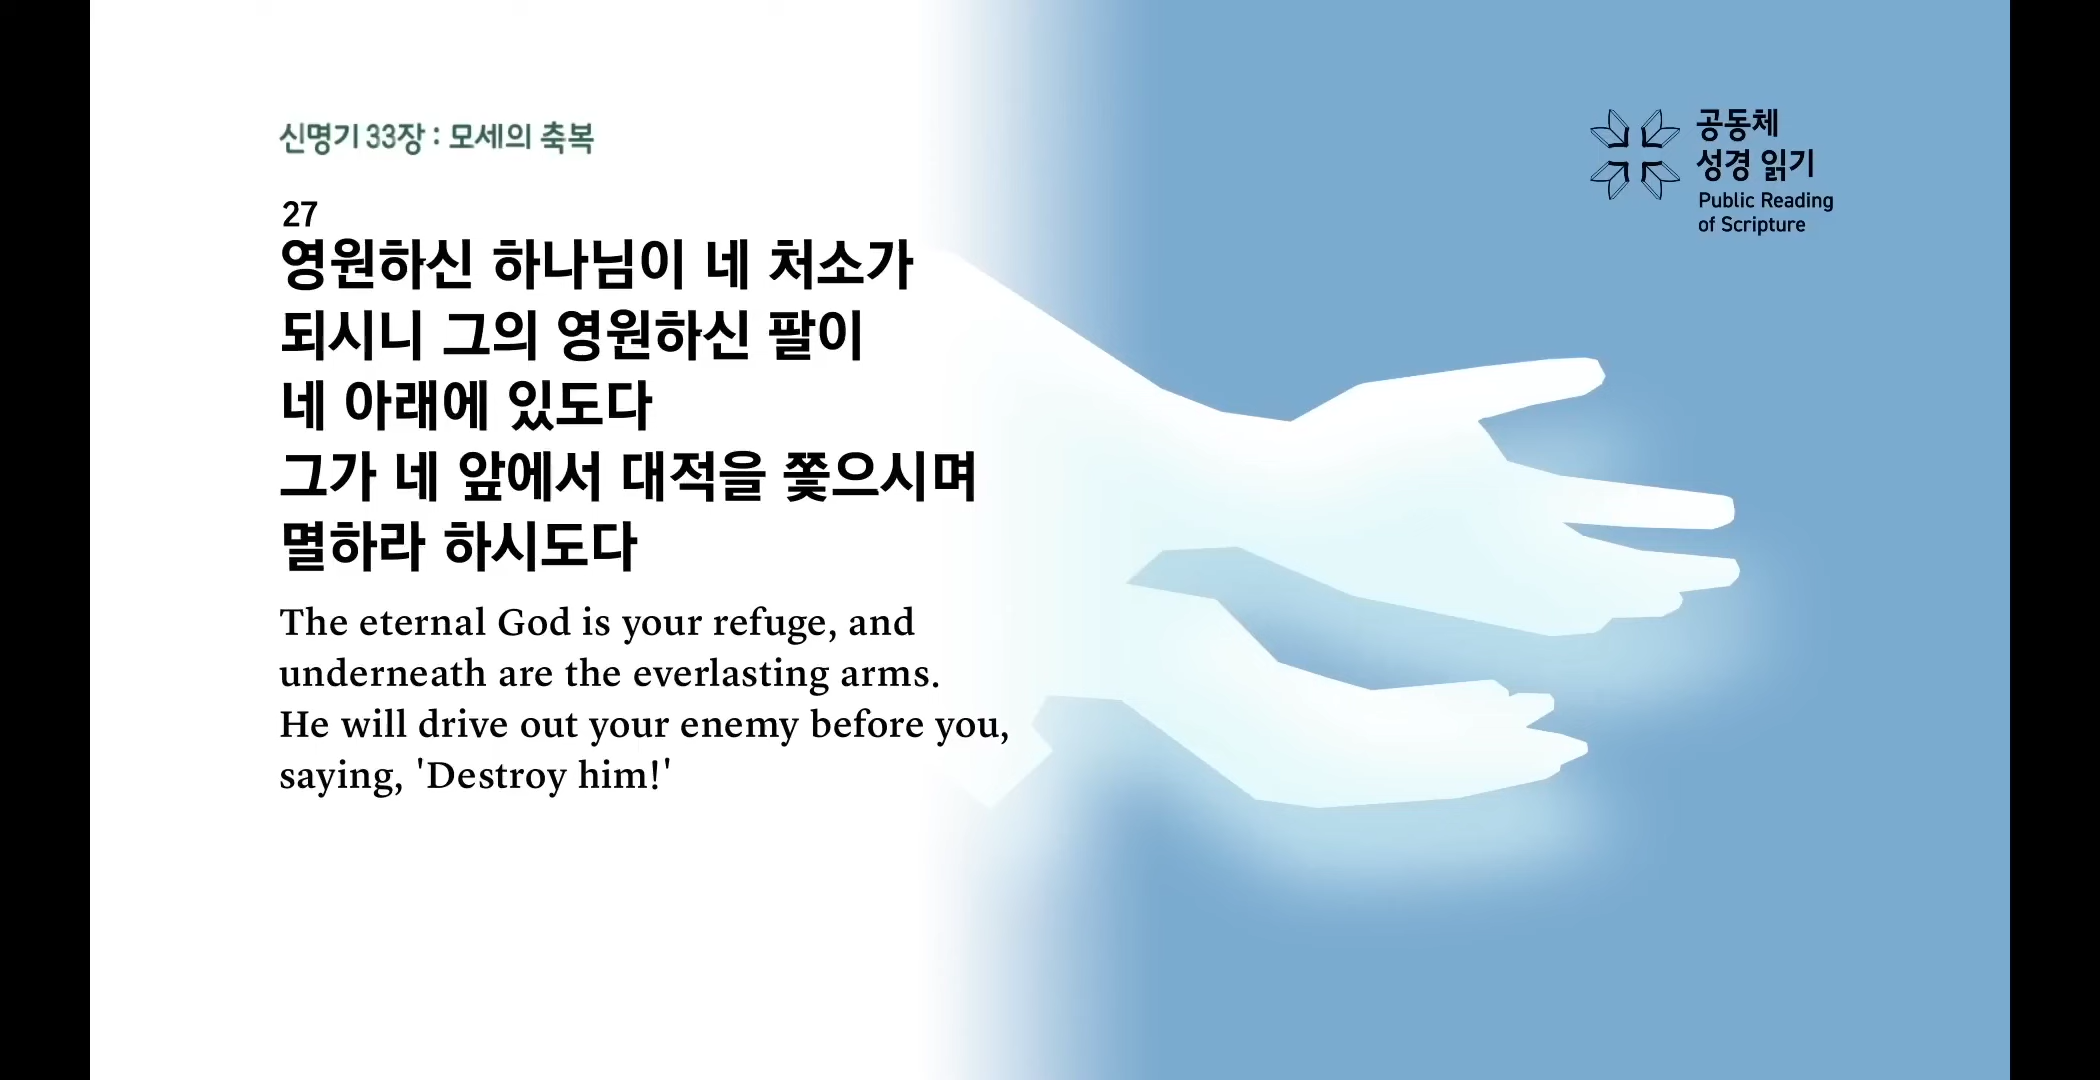 신명기 33장 : 모세의 축복
공동체
성경 읽기
Public Reading
of Scripture
27
영원하신 하나님이 네 처소가
되시니 그의 영원하신 팔이
네 아래에 있도다
그가 네 앞에서 대적을 쫓으시며
멸하라 하시도다
The eternal God is your refuge, and
underneath are the everlasting arms.
He will drive out your enemy before you,
saying, 'Destroy him!'